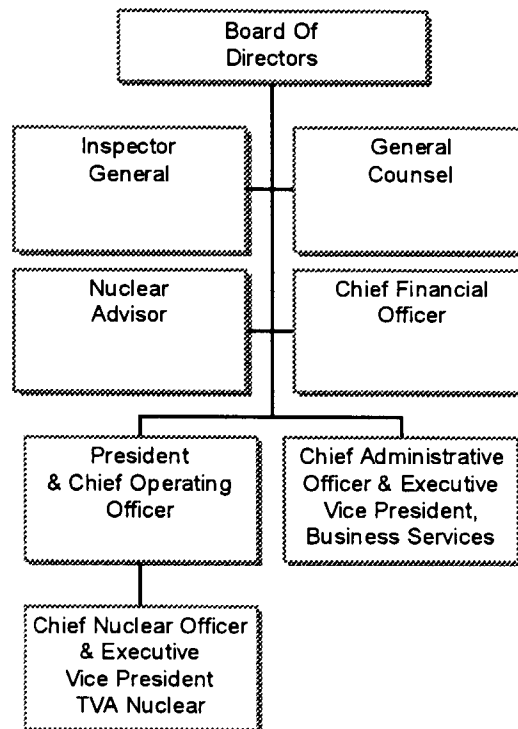 Board Of
Directors
Inspector
General
General
Counsel
Nuclear
Advisor
Chief Financial
Officer
President
& Chief Operating
Officer
Chief Administrative
Officer & Executive
Vice President,
Business Services
Chief Nuclear Officer
& Executive
Vice President
TVA Nuclear